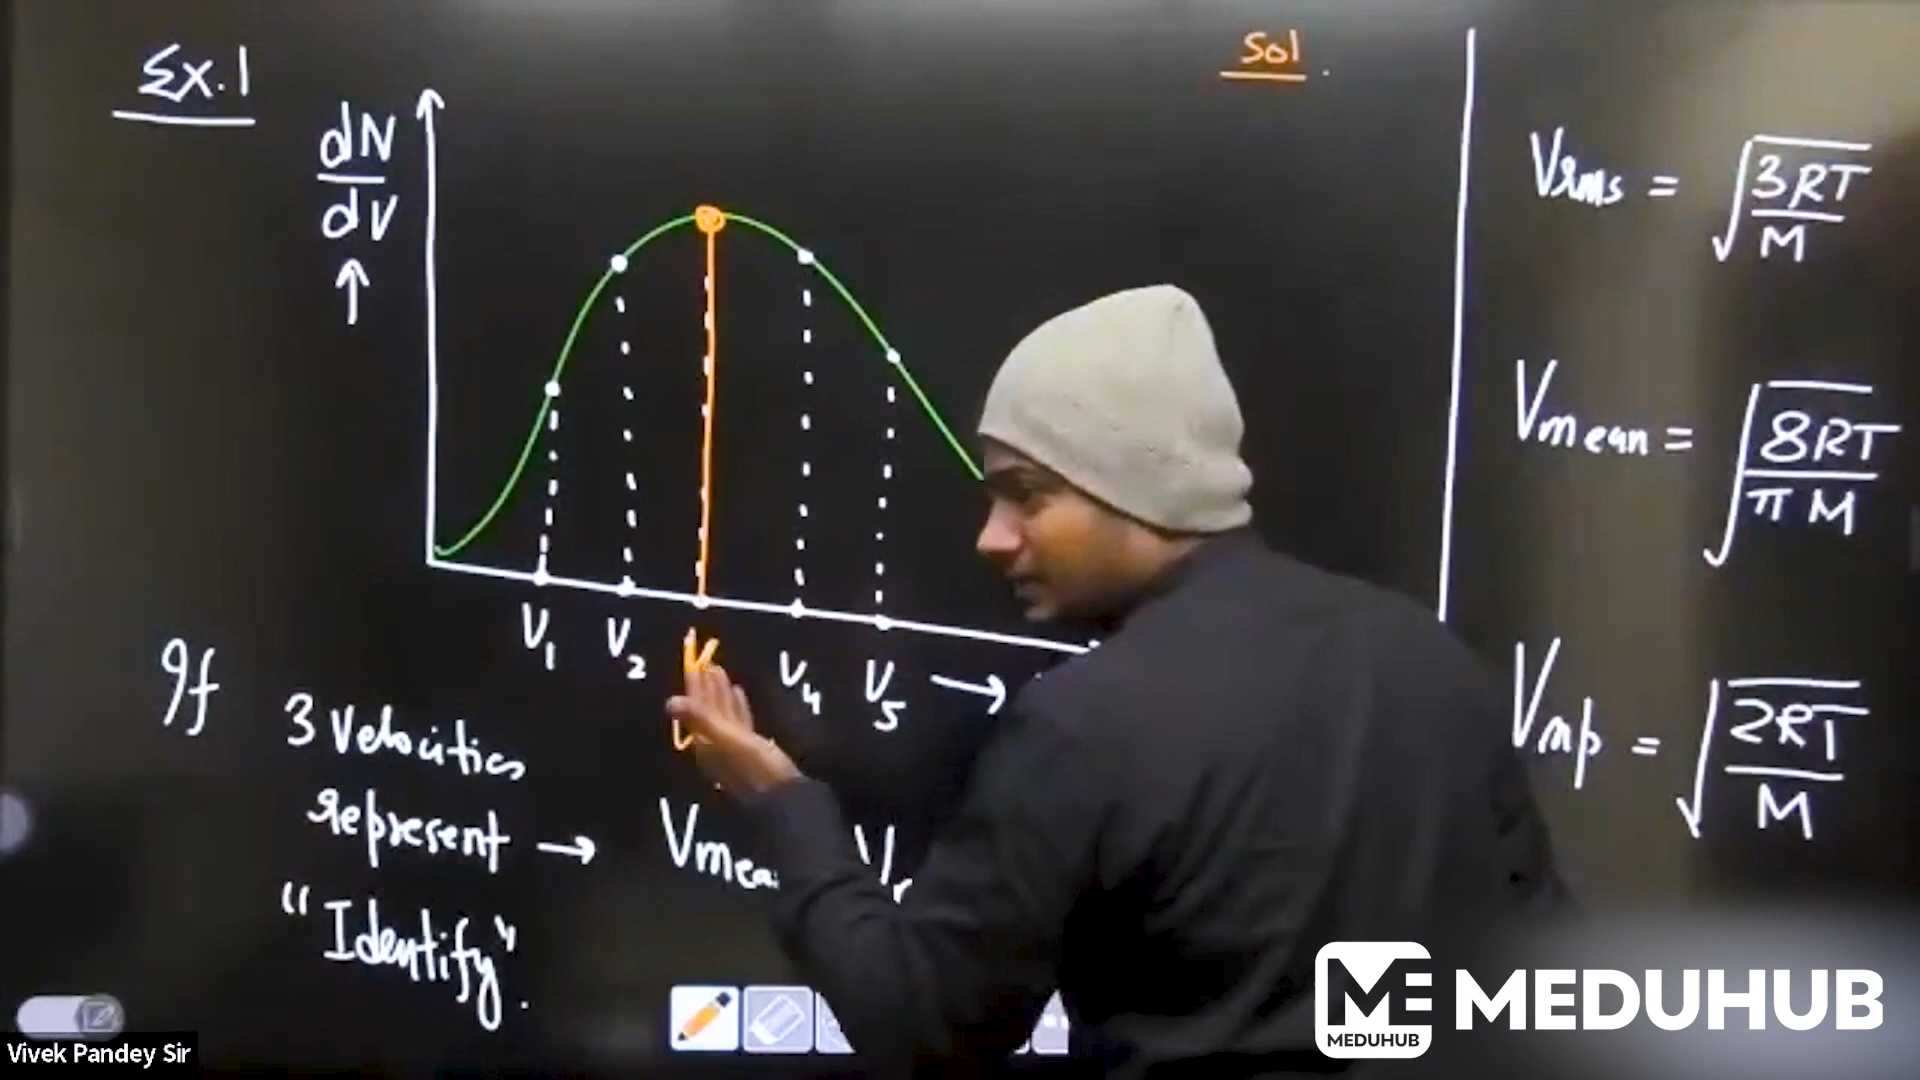 Ex.1
Sol.
dN
dV
↑
V1 V2 V4 V5 →
If 3 Velocities
represent →
"Identify".
Vrms = √3RT/M
Vmean = √8RT/πM
Vmp = √2RT/M
Vivek Pandey Sir
ME
MEDUHUB
MEDUHUB